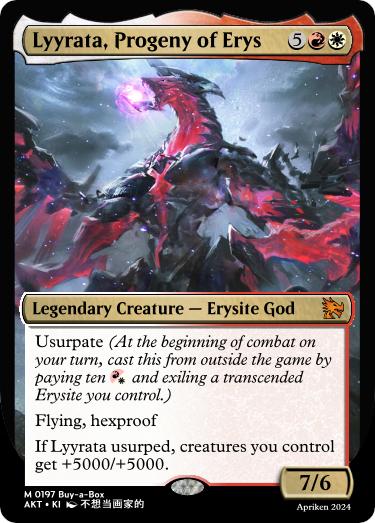 Lyyrata, Progeny of Erys 5
Legendary Creature — Erysite God
Usurpate (At the beginning of combat on
your turn, cast this from outside the game by
paying ten and exiling a transcended
Erysite you control.)
Flying, hexproof
If Lyyrata usurped, creatures you control
get +5000/+5000.
7/6
M 0197 Buy-a-Box
AKT • KI 不想当画家的
Apriken 2024